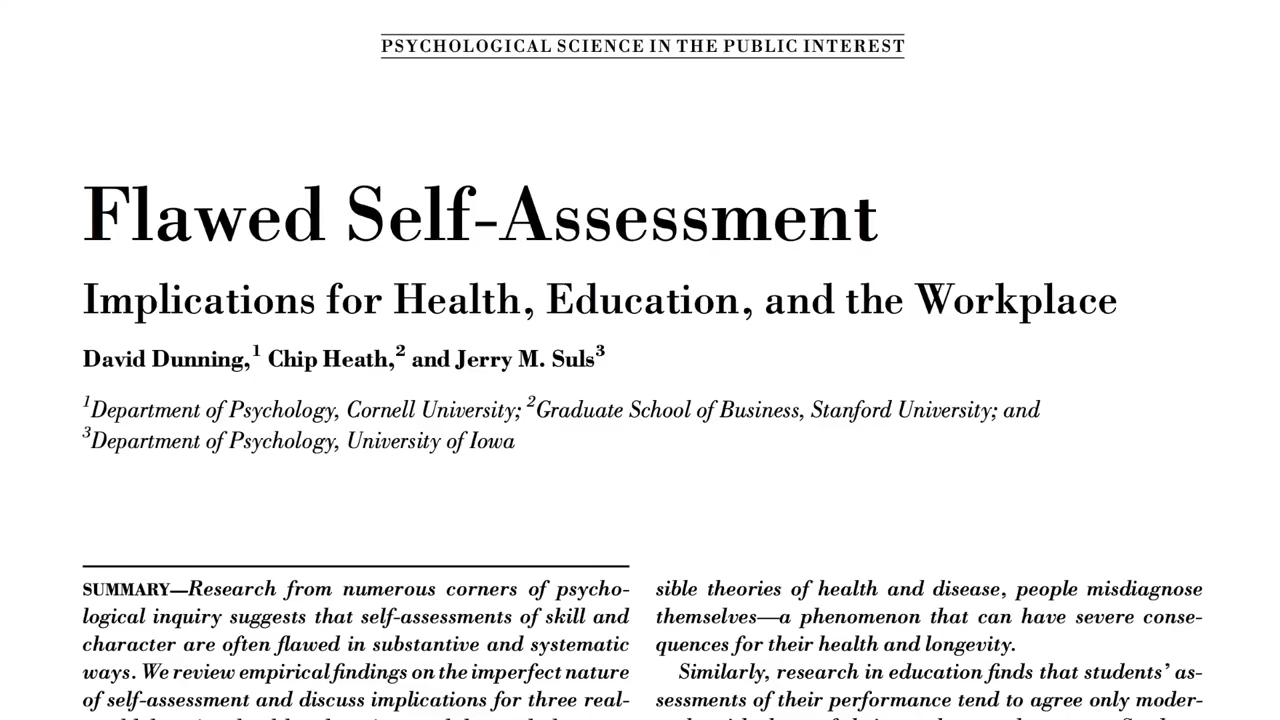 PSYCHOLOGICAL SCIENCE IN THE PUBLIC INTEREST
Flawed Self-Assessment
Implications for Health, Education, and the Workplace
David Dunning,¹ Chip Heath,² and Jerry M. Suls³
¹Department of Psychology, Cornell University; ²Graduate School of Business, Stanford University; and
³Department of Psychology, University of Iowa
SUMMARY—Research from numerous corners of psycho-
logical inquiry suggests that self-assessments of skill and
character are often flawed in substantive and systematic
ways. We review empirical findings on the imperfect nature
of self-assessment and discuss implications for three real-
sible theories of health and disease, people misdiagnose
themselves—a phenomenon that can have severe conse-
quences for their health and longevity.
Similarly, research in education finds that students’ as-
sessments of their performance tend to agree only moder-